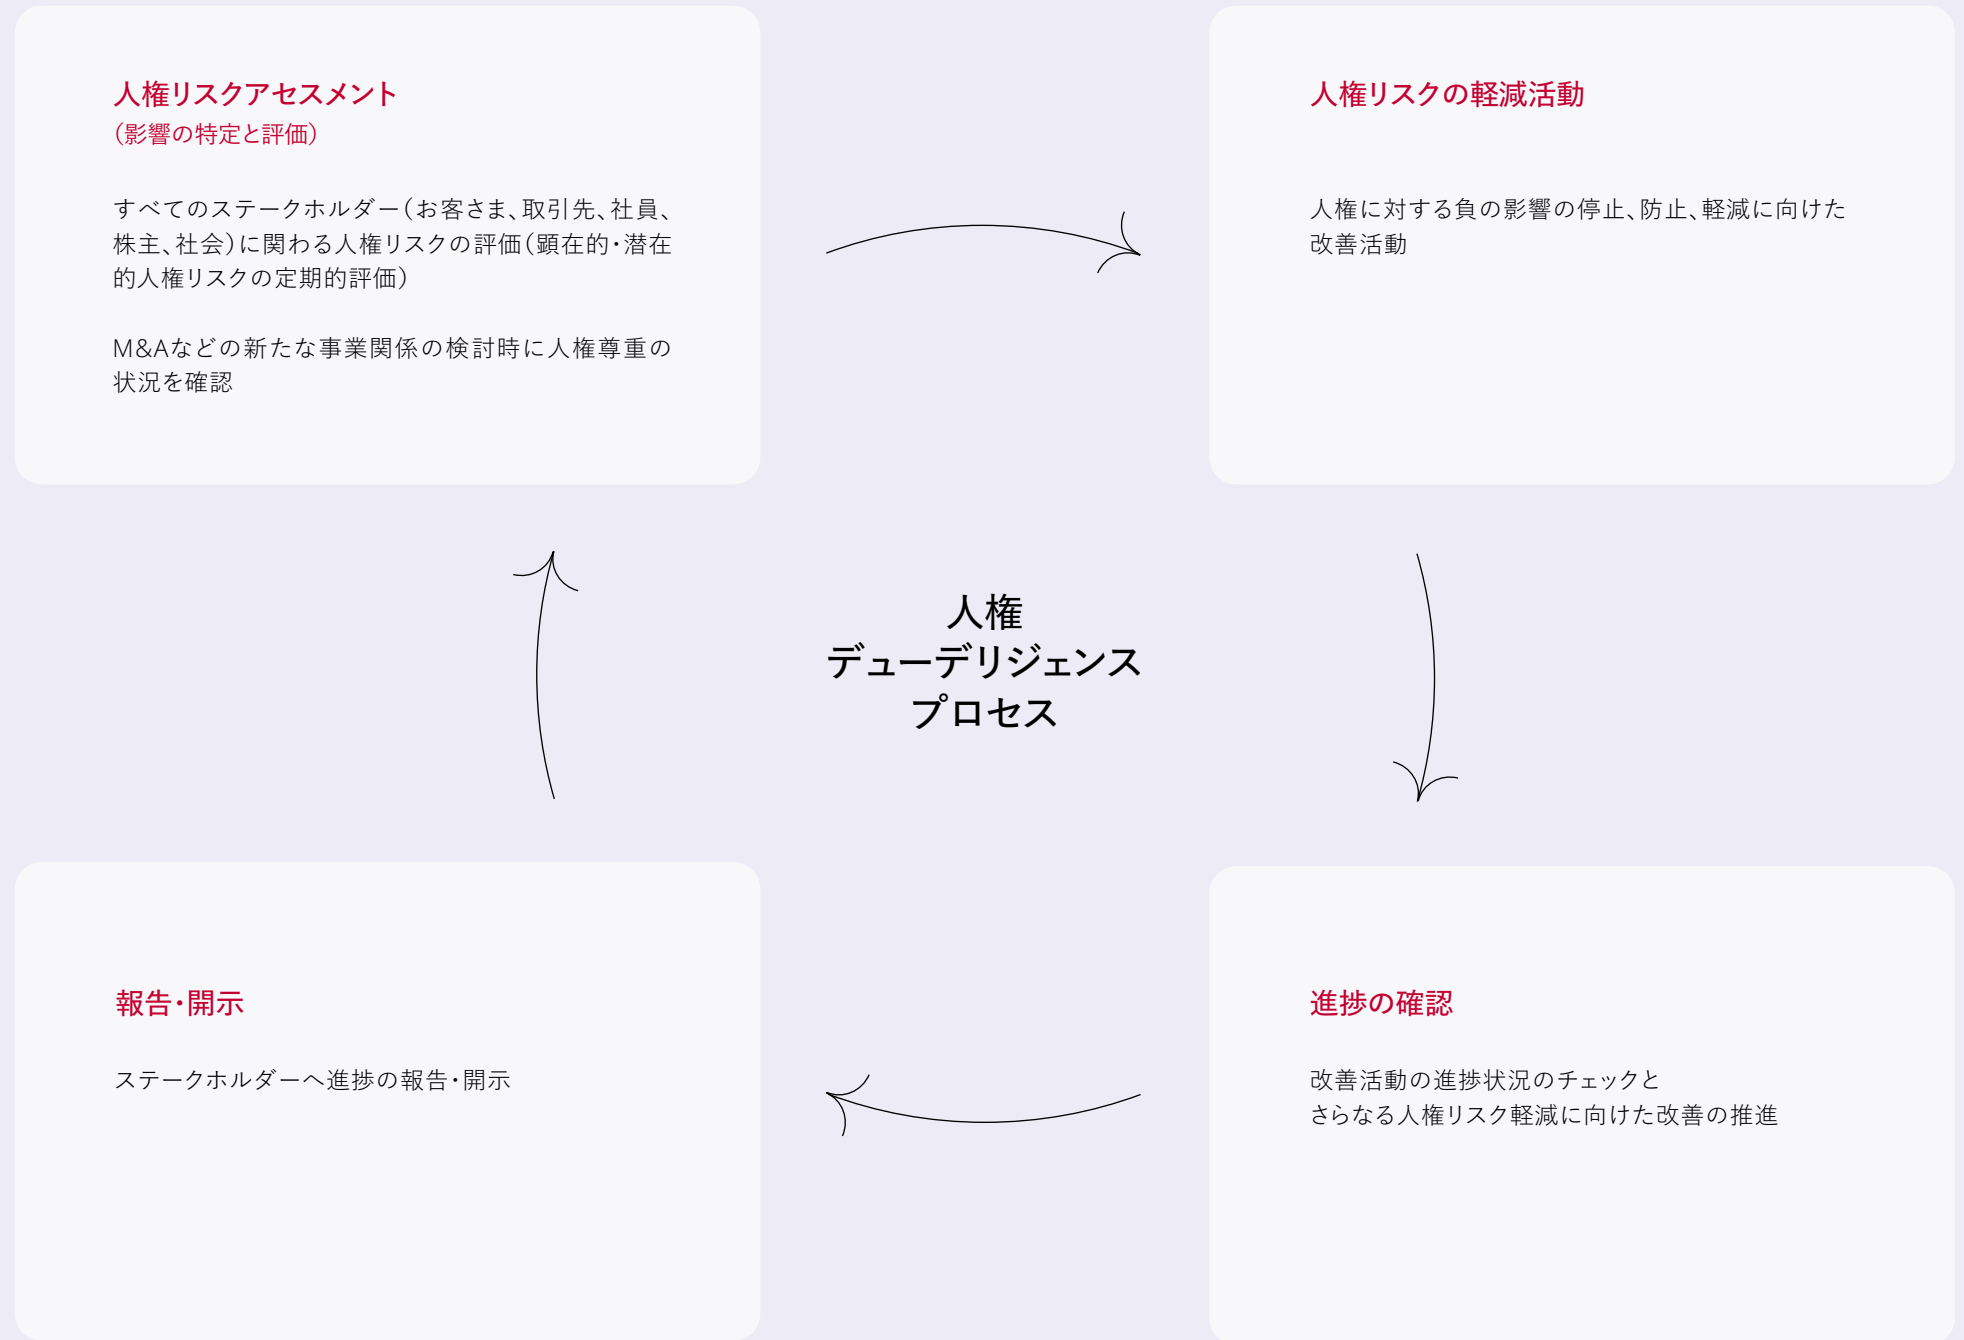 人権リスクアセスメント
（影響の特定と評価）
すべてのステークホルダー（お客さま、取引先、社員、
株主、社会）に関わる人権リスクの評価（顕在的・潜在
的人権リスクの定期的評価）
M&Aなどの新たな事業関係の検討時に人権尊重の
状況を確認
人権リスクの軽減活動
人権に対する負の影響の停止、防止、軽減に向けた
改善活動
人権
デューデリジェンス
プロセス
報告・開示
ステークホルダーへ進捗の報告・開示
進捗の確認
改善活動の進捗状況のチェックと
さらなる人権リスク軽減に向けた改善の推進